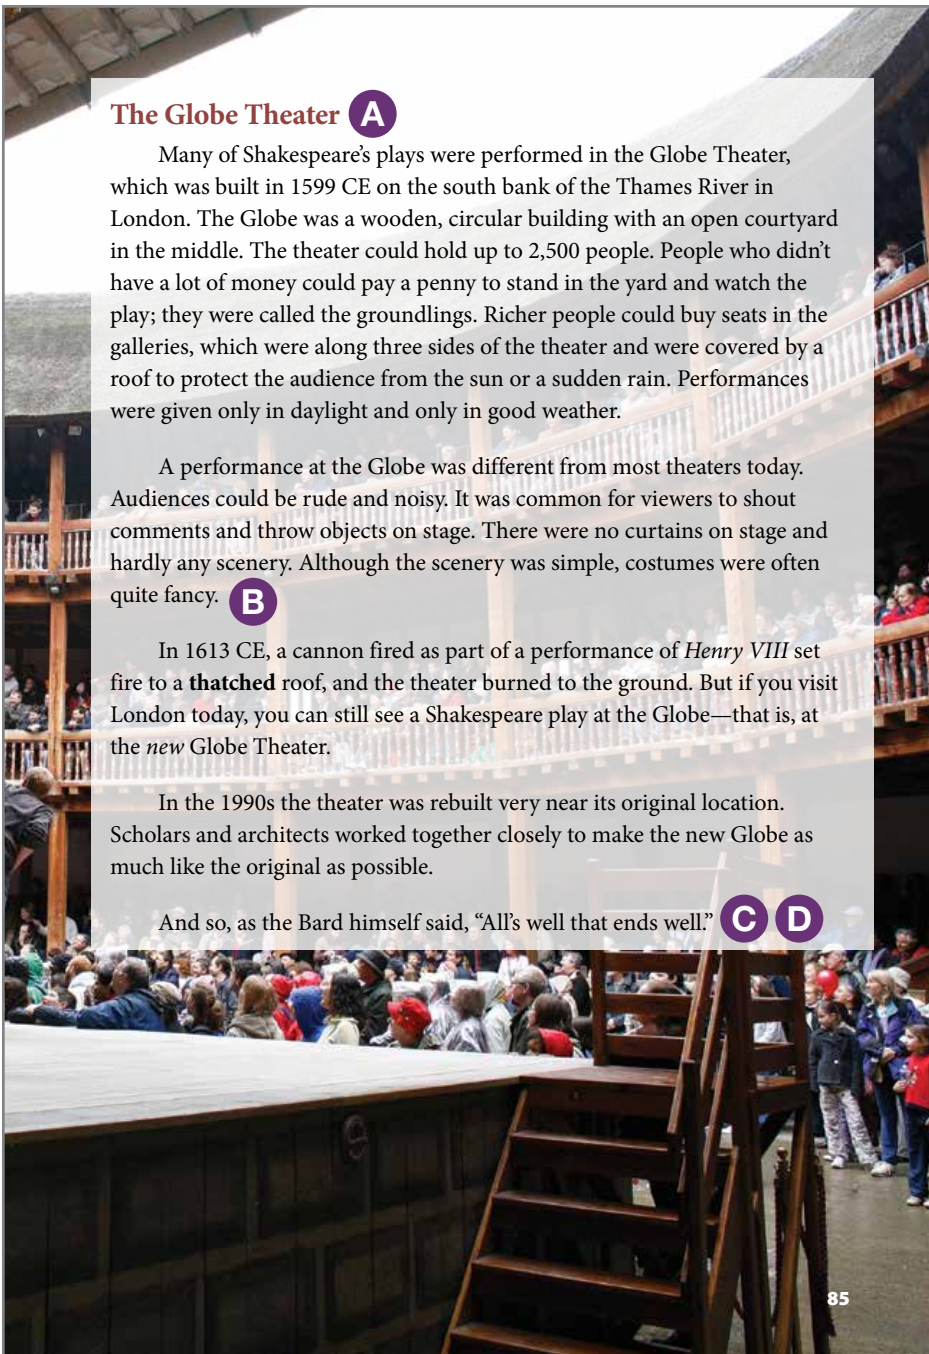 The Globe Theater A
Many of Shakespeare's plays were performed in the Globe Theater,
which was built in 1599 CE on the south bank of the Thames River in
London. The Globe was a wooden, circular building with an open courtyard
in the middle. The theater could hold up to 2,500 people. People who didn't
have a lot of money could pay a penny to stand in the yard and watch the
play; they were called the groundlings. Richer people could buy seats in the
galleries, which were along three sides of the theater and were covered by a
roof to protect the audience from the sun or a sudden rain. Performances
were given only in daylight and only in good weather.
A performance at the Globe was different from most theaters today.
Audiences could be rude and noisy. It was common for viewers to shout
comments and throw objects on stage. There were no curtains on stage and
hardly any scenery. Although the scenery was simple, costumes were often
quite fancy. B
In 1613 CE, a cannon fired as part of a performance of Henry VIII set
fire to a thatched roof, and the theater burned to the ground. But if you visit
London today, you can still see a Shakespeare play at the Globe—that is, at
the new Globe Theater.
In the 1990s the theater was rebuilt very near its original location.
Scholars and architects worked together closely to make the new Globe as
much like the original as possible.
And so, as the Bard himself said, “All's well that ends well.” C D
85